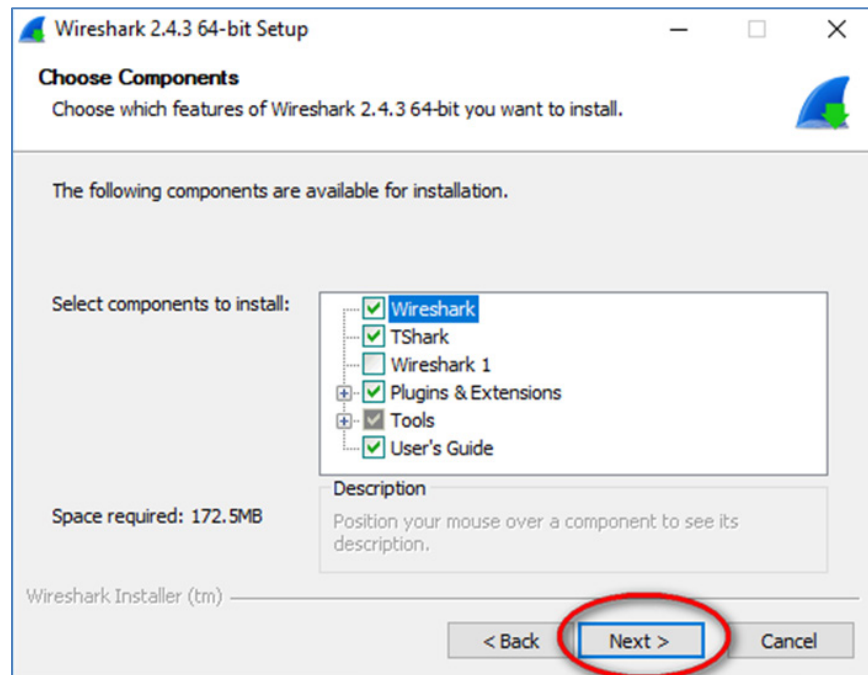 Wireshark 2.4.3 64-bit Setup
Choose Components
Choose which features of Wireshark 2.4.3 64-bit you want to install.
The following components are available for installation.
Select components to install:
Wireshark
TShark
Wireshark 1
Plugins & Extensions
Tools
User's Guide
Space required: 172.5MB
Description
Position your mouse over a component to see its
description.
Wireshark Installer (tm)
< Back
Next >
Cancel